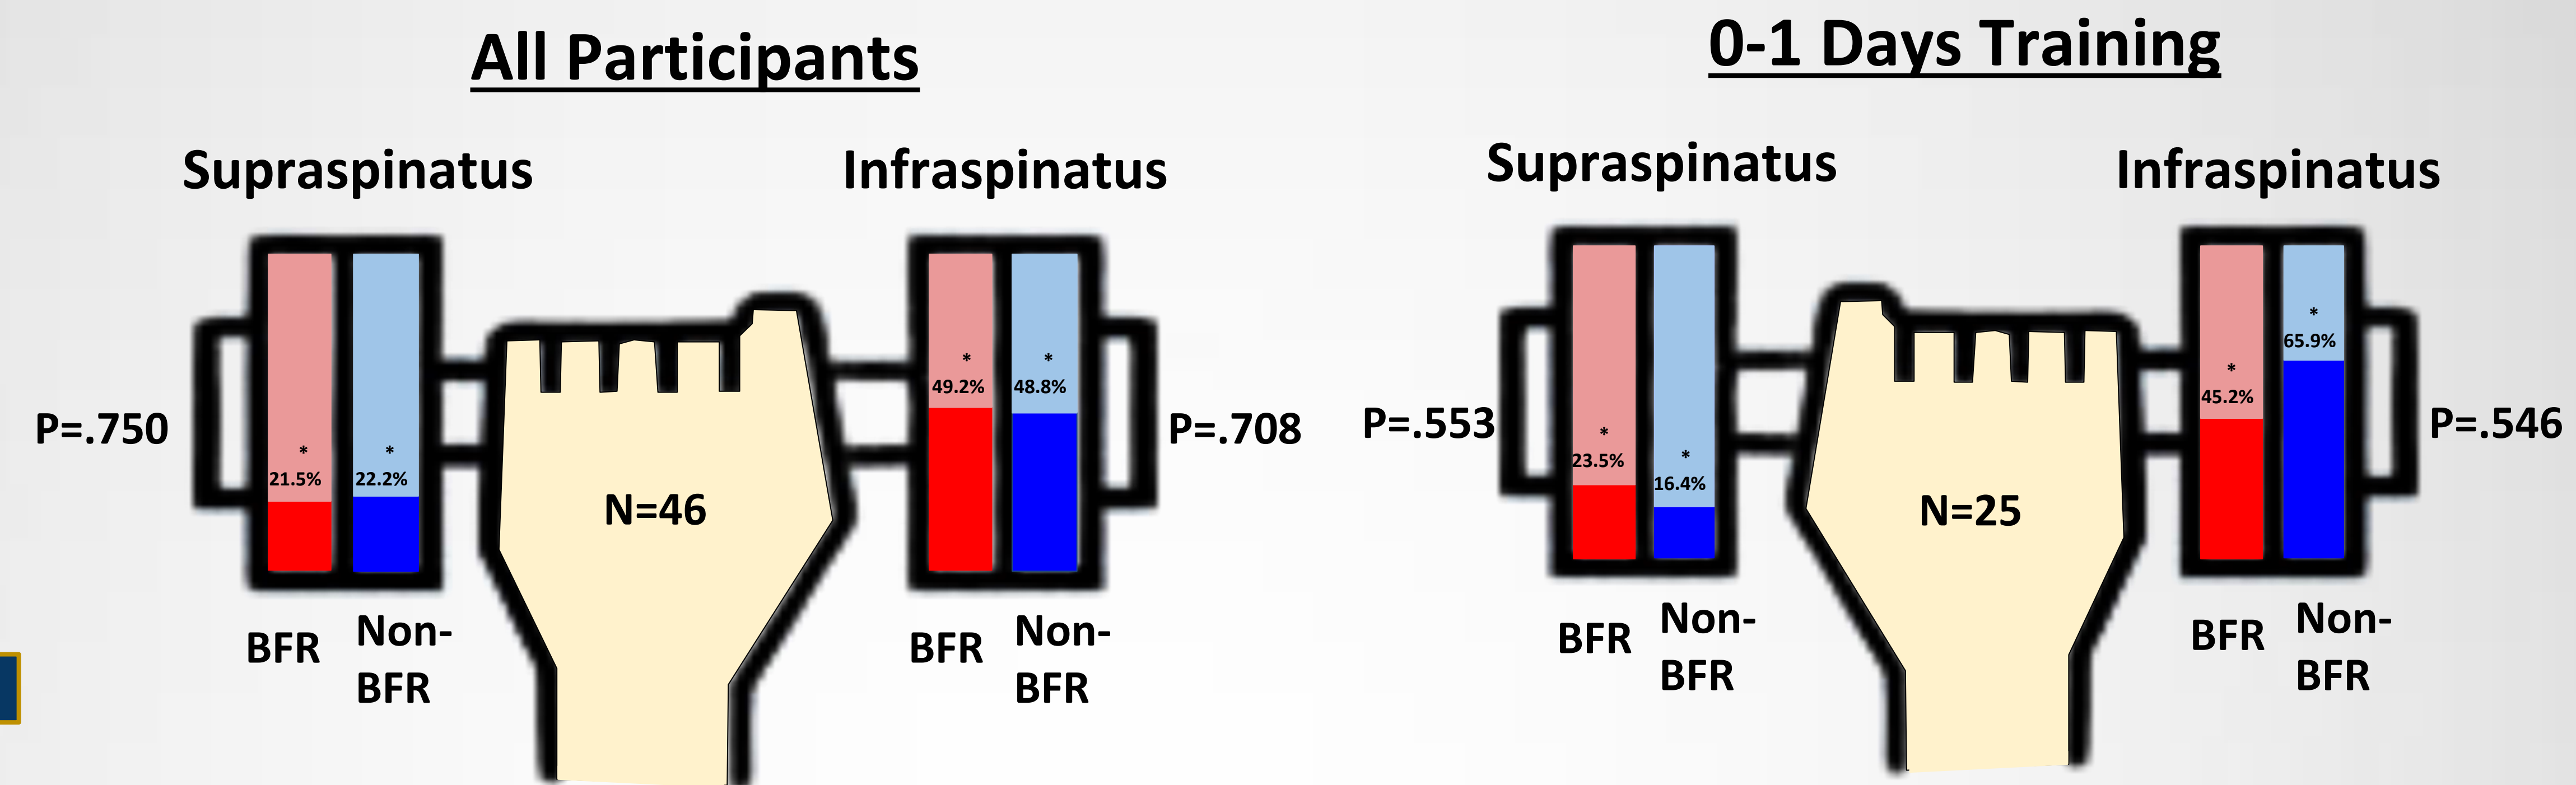 All Participants
Supraspinatus
Infraspinatus
P=.750
*
21.5%
*
22.2%
N=46
*
49.2%
*
48.8%
P=.708
BFR
Non-
BFR
BFR
Non-
BFR
0-1 Days Training
Supraspinatus
Infraspinatus
P=.553
*
23.5%
*
16.4%
N=25
*
45.2%
*
65.9%
P=.546
BFR
Non-
BFR
BFR
Non-
BFR